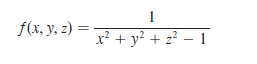 f(x, y, z) = 1 / (x² + y² + z² − 1)